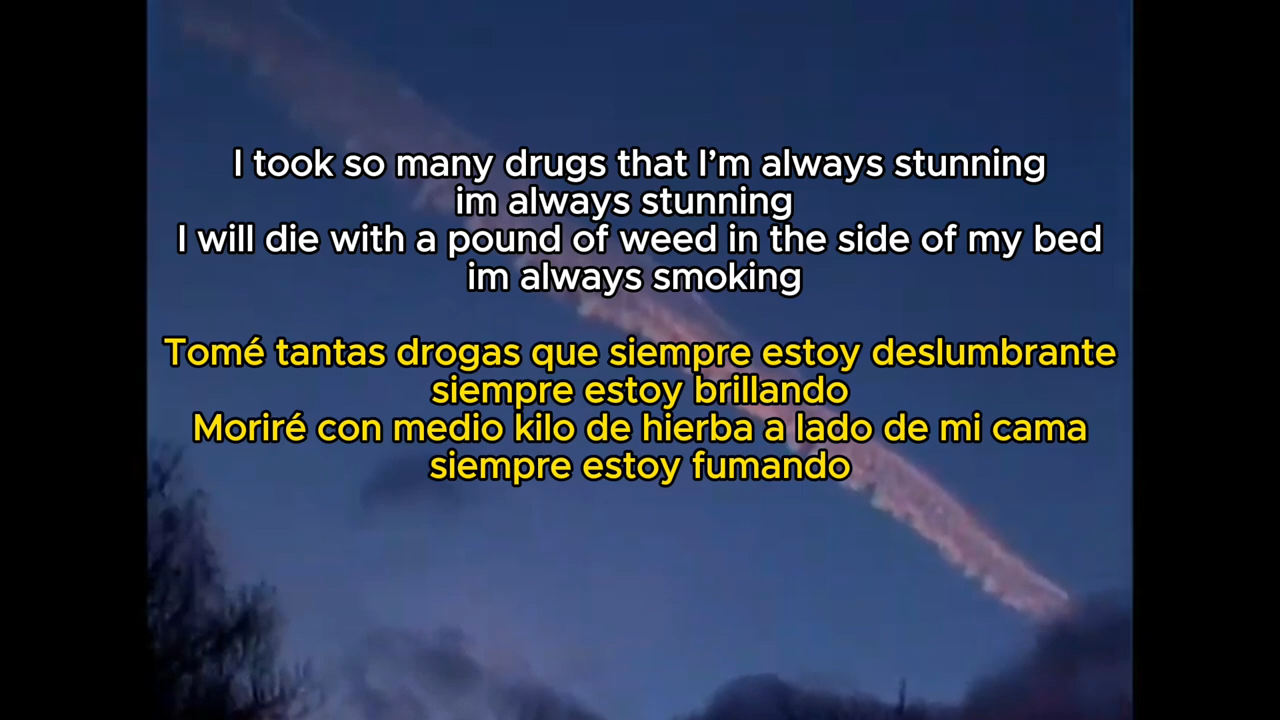 I took so many drugs that I’m always stunning
im always stunning
I will die with a pound of weed in the side of my bed
im always smoking
Tomé tantas drogas que siempre estoy deslumbrante
siempre estoy brillando
Moriré con medio kilo de hierba a lado de mi cama
siempre estoy fumando